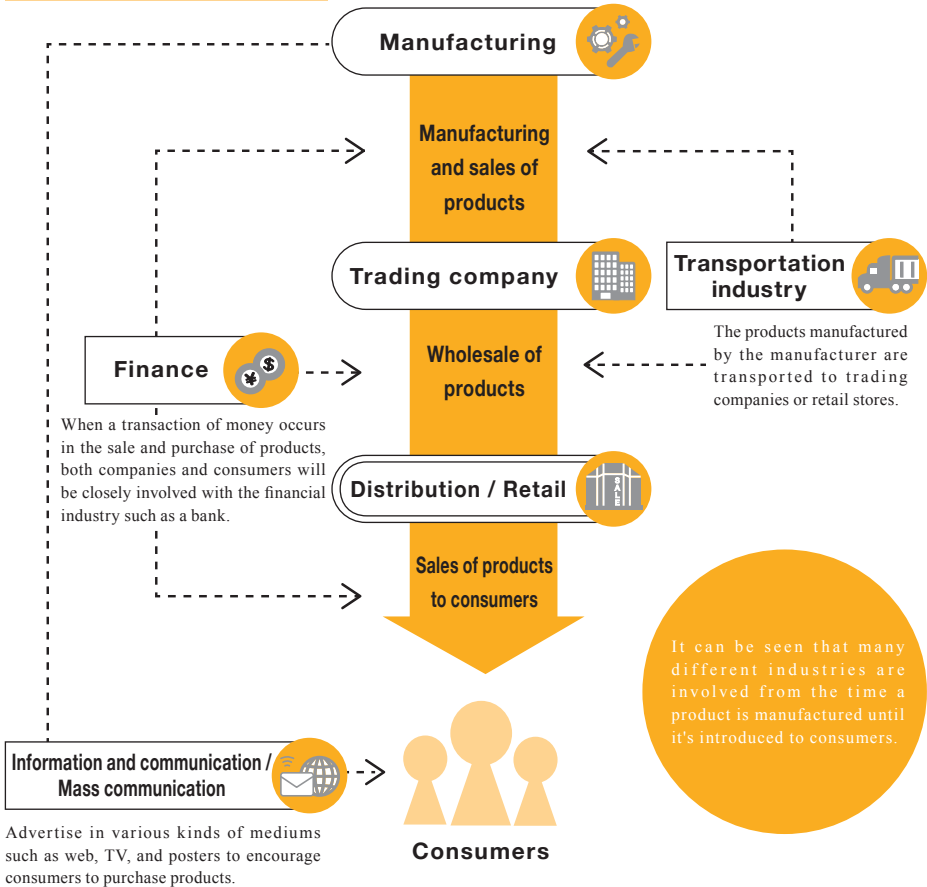 Manufacturing
Manufacturing
and sales of
products
Trading company
Transportation
industry
The products manufactured
by the manufacturer are
transported to trading
companies or retail stores.
Wholesale of
products
Finance
¥
$
When a transaction of money occurs
in the sale and purchase of products,
both companies and consumers will
be closely involved with the financial
industry such as a bank.
Distribution / Retail
SALE
Sales of products
to consumers
It can be seen that many
different industries are
involved from the time a
product is manufactured until
it's introduced to consumers.
Information and communication /
Mass communication
Advertise in various kinds of mediums
such as web, TV, and posters to encourage
consumers to purchase products.
Consumers